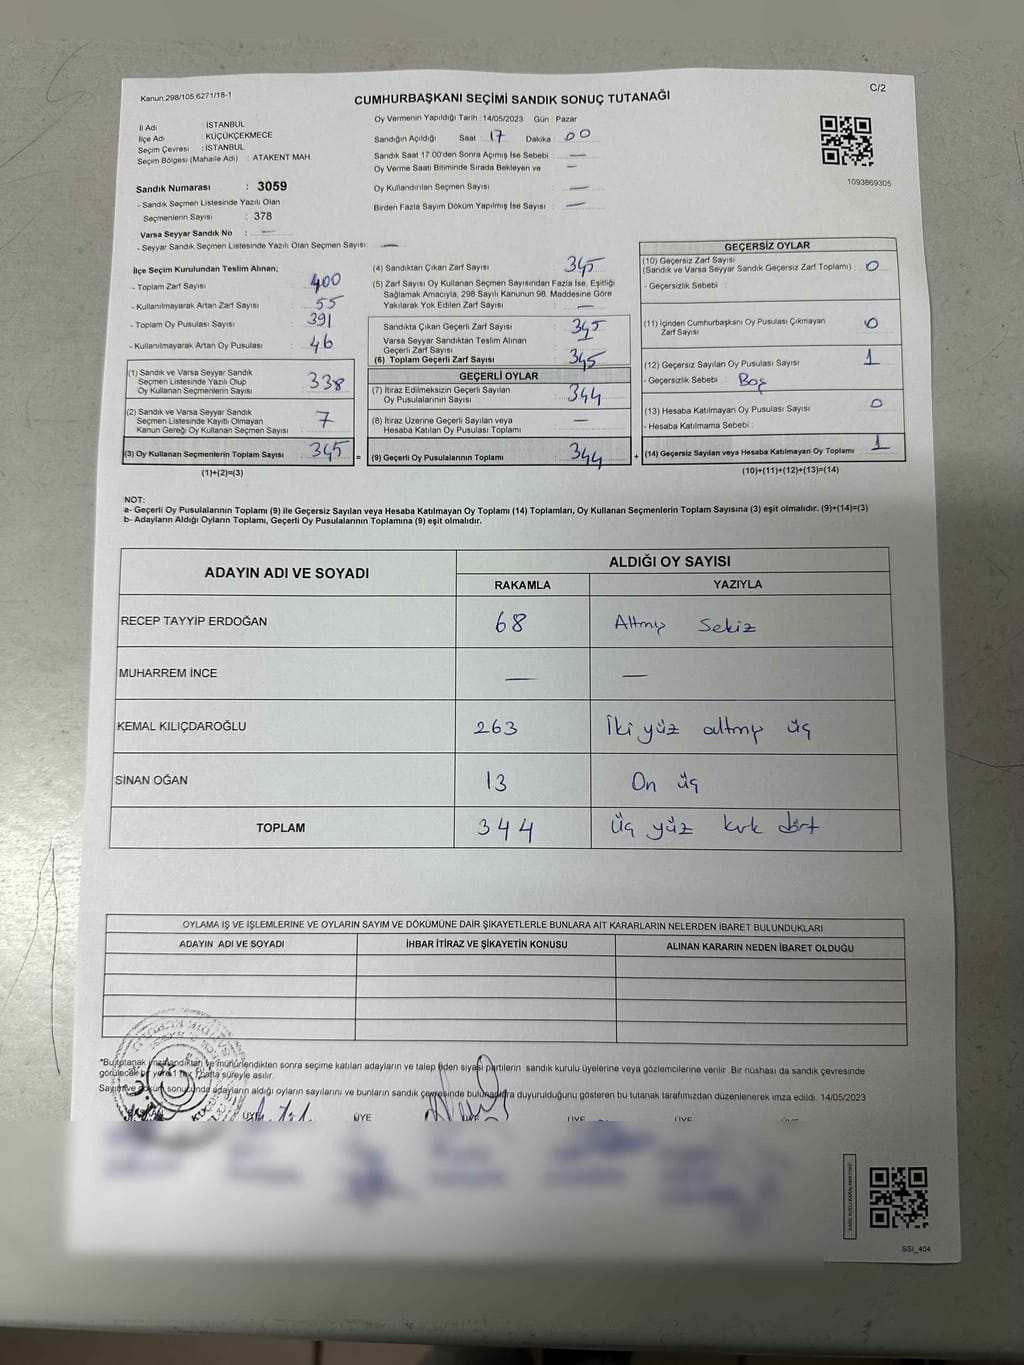 Kanun:298/105;6271/18-1
C/2
CUMHURBAŞKANI SEÇİMİ SANDIK SONUÇ TUTANAĞI
İl Adı : İSTANBUL
İlçe Adı : KÜÇÜKÇEKMECE
Seçim Çevresi : İSTANBUL
Seçim Bölgesi (Mahalle Adı) : ATAKENT MAH.
Sandık Numarası : 3059
- Sandık Seçmen Listesinde Yazılı Olan
Seçmenlerin Sayısı : 378
Varsa Seyyar Sandık No : —
- Seyyar Sandık Seçmen Listesinde Yazılı Olan Seçmen Sayısı: —
Oy Vermenin Yapıldığı Tarih : 14/05/2023 Gün : Pazar
Sandığın Açıldığı Saat : 17 Dakika : 00
Sandık Saat 17:00'den Sonra Açılmış İse Sebebi : —
Oy Verme Saati Bitiminde Sırada Bekleyen ve —
Oy Kullandırılan Seçmen Sayısı : —
Birden Fazla Sayım Döküm Yapılmış İse Sayısı : —
1093869305
İlçe Seçim Kurulundan Teslim Alınan;
- Toplam Zarf Sayısı : 400
- Kullanılmayarak Artan Zarf Sayısı : 55
- Toplam Oy Pusulası Sayısı : 391
- Kullanılmayarak Artan Oy Pusulası : 46
(1) Sandık ve Varsa Seyyar Sandık
Seçmen Listesinde Yazılı Olup
Oy Kullanan Seçmenlerin Sayısı : 338
(2) Sandık ve Varsa Seyyar Sandık
Seçmen Listesinde Kayıtlı Olmayan
Kanun Gereği Oy Kullanan Seçmen Sayısı : 7
(3) Oy Kullanan Seçmenlerin Toplam Sayısı : 345 =
(1)+(2)=(3)
(4) Sandıktan Çıkan Zarf Sayısı : 345
(5) Zarf Sayısı Oy Kullanan Seçmen Sayısından Fazla İse, Eşitliği
Sağlamak Amacıyla, 298 Sayılı Kanunun 98. Maddesine Göre
Yakılarak Yok Edilen Zarf Sayısı : —
Sandıkta Çıkan Geçerli Zarf Sayısı : 345
Varsa Seyyar Sandıktan Teslim Alınan
Geçerli Zarf Sayısı : —
(6) Toplam Geçerli Zarf Sayısı : 345
GEÇERLİ OYLAR
(7) İtiraz Edilmeksizin Geçerli Sayılan
Oy Pusulalarının Sayısı : 344
(8) İtiraz Üzerine Geçerli Sayılan veya
Hesaba Katılan Oy Pusulası Toplamı : —
(9) Geçerli Oy Pusulalarının Toplamı : 344 +
GEÇERSİZ OYLAR
(10) Geçersiz Zarf Sayısı
(Sandık ve Varsa Seyyar Sandık Geçersiz Zarf Toplamı) : 0
- Geçersizlik Sebebi :
(11) İçinden Cumhurbaşkanı Oy Pusulası Çıkmayan
Zarf Sayısı : 0
(12) Geçersiz Sayılan Oy Pusulası Sayısı : 1
- Geçersizlik Sebebi : Boş
(13) Hesaba Katılmayan Oy Pusulası Sayısı : 0
- Hesaba Katılmama Sebebi :
(14) Geçersiz Sayılan veya Hesaba Katılmayan Oy Toplamı : 1
(10)+(11)+(12)+(13)=(14)
NOT:
a- Geçerli Oy Pusulalarının Toplamı (9) ile Geçersiz Sayılan veya Hesaba Katılmayan Oy Toplamı (14) Toplamları, Oy Kullanan Seçmenlerin Toplam Sayısına (3) eşit olmalıdır. (9)+(14)=(3)
b- Adayların Aldığı Oyların Toplamı, Geçerli Oy Pusulalarının Toplamına (9) eşit olmalıdır.
ADAYIN ADI VE SOYADI
ALDIĞI OY SAYISI
RAKAMLA YAZIYLA
RECEP TAYYİP ERDOĞAN 68 Altmış Sekiz
MUHARREM İNCE — —
KEMAL KILIÇDAROĞLU 263 İki yüz altmış üç
SİNAN OĞAN 13 On üç
TOPLAM 344 Üç yüz kırk dört
OYLAMA İŞ VE İŞLEMLERİNE VE OYLARIN SAYIM VE DÖKÜMÜNE DAİR ŞİKAYETLERLE BUNLARA AİT KARARLARIN NELERDEN İBARET BULUNDUKLARI
ADAYIN ADI VE SOYADI İHBAR İTİRAZ VE ŞİKAYETİN KONUSU ALINAN KARARIN NEDEN İBARET OLDUĞU
*Bu tutanak imzalandıktan ve mühürlendikten sonra seçime katılan adayların ve talep eden siyasi partilerin sandık kurulu üyelerine veya gözlemcilerine verilir. Bir nüshası da sandık çevresinde
görülecek bir yere 1 hafta süreyle asılır.
Sayım ve döküm sonucunda adayların aldığı oyların sayılarını ve bunların sandık çevresinde bulunanlara duyurulduğunu gösteren bu tutanak tarafımızdan düzenlenerek imza edildi. 14/05/2023
ÜYE ÜYE ÜYE ÜYE ÜYE
SSİ_404